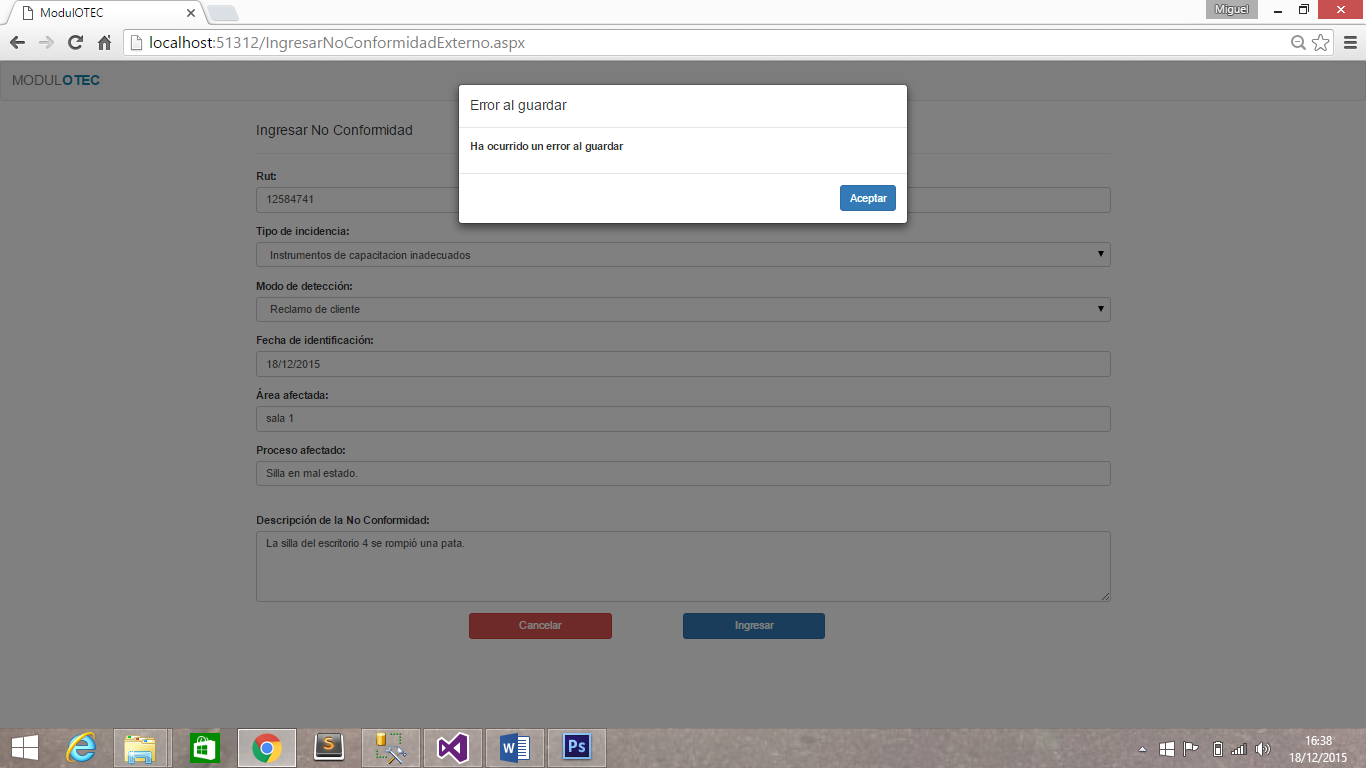 ModulOTEC
Miguel
localhost:51312/IngresarNoConformidadExterno.aspx
MODULOTEC
Error al guardar
Ha ocurrido un error al guardar
Aceptar
Ingresar No Conformidad
Rut:
12584741
Tipo de incidencia:
Instrumentos de capacitacion inadecuados
Modo de detección:
Reclamo de cliente
Fecha de identificación:
18/12/2015
Área afectada:
sala 1
Proceso afectado:
Silla en mal estado.
Descripción de la No Conformidad:
La silla del escritorio 4 se rompió una pata.
Cancelar
Ingresar
S
W
Ps
16:38
18/12/2015